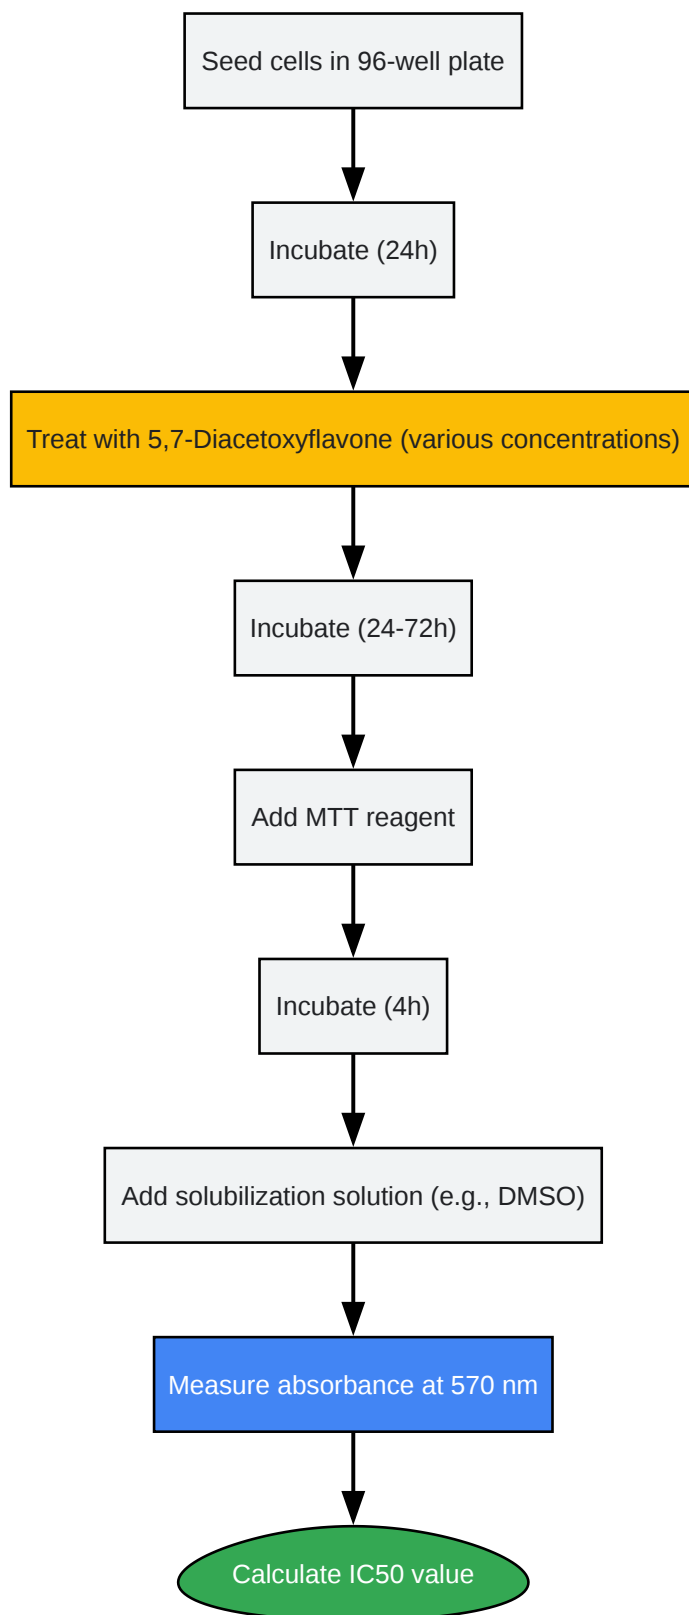 Seed cells in 96-well plate
Incubate (24h)
Treat with 5,7-Diacetoxyflavone (various concentrations)
Incubate (24-72h)
Add MTT reagent
Incubate (4h)
Add solubilization solution (e.g., DMSO)
Measure absorbance at 570 nm
Calculate IC50 value